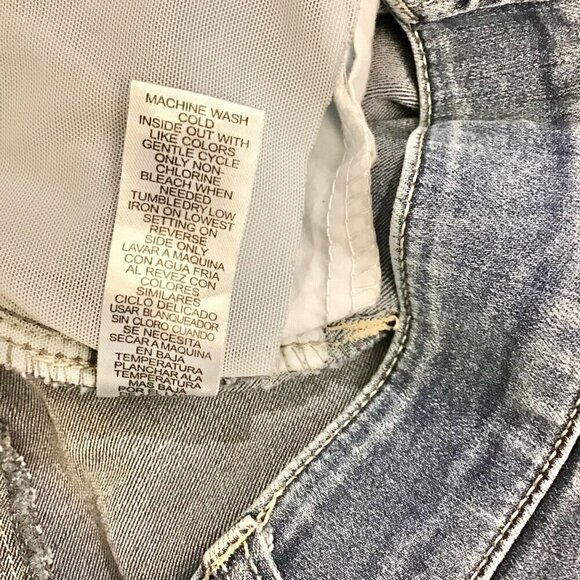 MACHINE WASH
COLD
INSIDE OUT WITH
LIKE COLORS
GENTLE CYCLE
ONLY NON-
CHLORINE
BLEACH WHEN
NEEDED
TUMBLE DRY LOW
IRON ON LOWEST
SETTING ON
REVERSE
SIDE ONLY
LAVAR A MAQUINA
CON AGUA FRIA
AL REVEZ CON
COLORES
SIMILARES
CICLO DELICADO
USAR BLANQUEADOR
SIN CLORO CUANDO
SE NECESITA
SECAR A MAQUINA
EN BAJA
TEMPERATURA
PLANCHAR ALA
TEMPERATURA
MAS BAJA